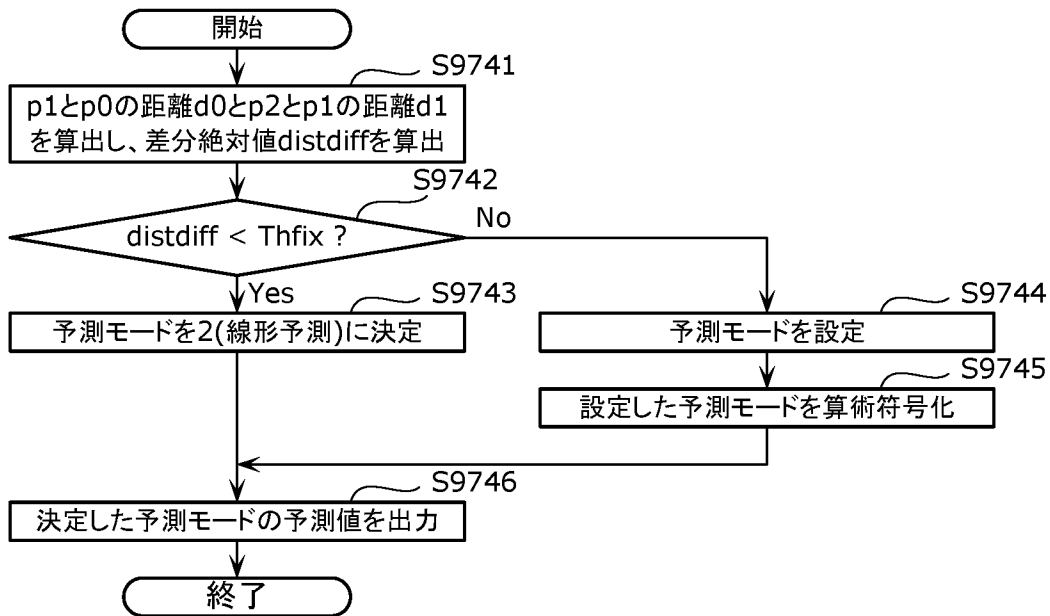 開始
S9741
p1とp0の距離d0とp2とp1の距離d1
を算出し、差分絶対値distdiffを算出
S9742
distdiff < Thfix ?
No
Yes
S9743
予測モードを2(線形予測)に決定
S9744
予測モードを設定
S9745
設定した予測モードを算術符号化
S9746
決定した予測モードの予測値を出力
終了